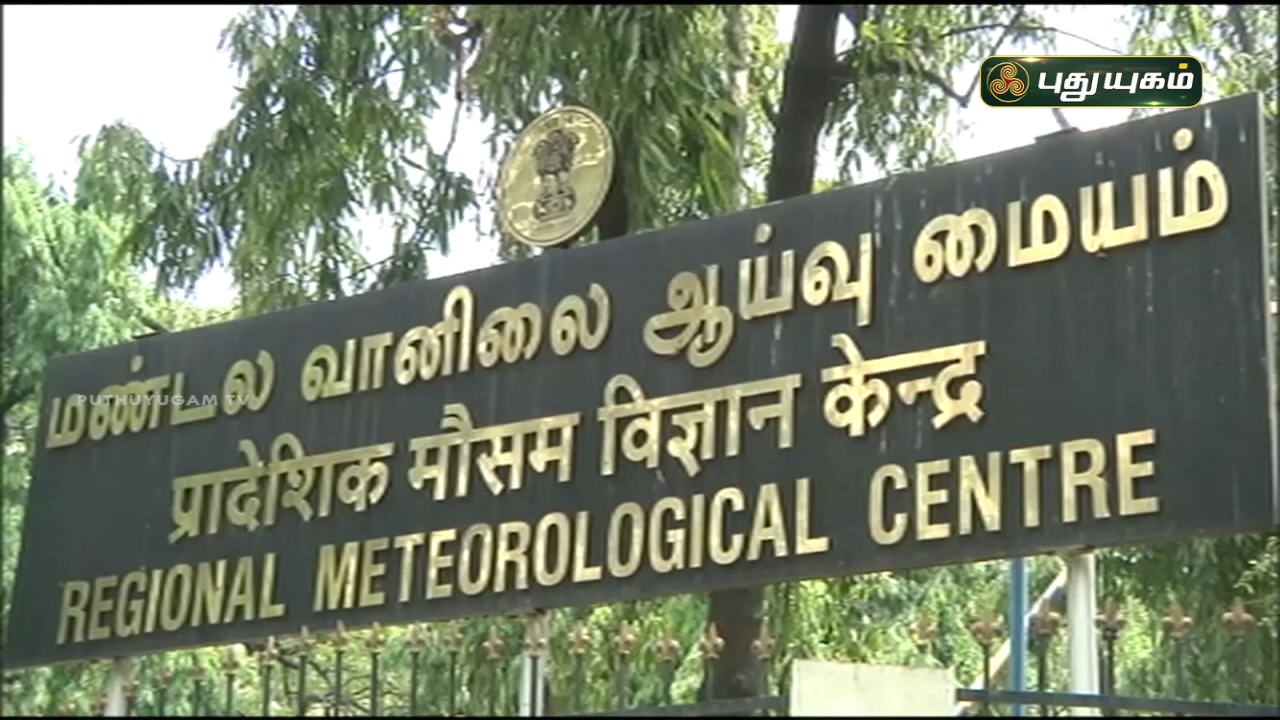 புதுயுகம்
மண்டல வானிலை ஆய்வு மையம்
PUTHUYUGAM TV
प्रादेशिक मौसम विज्ञान केन्द्र
REGIONAL METEOROLOGICAL CENTRE